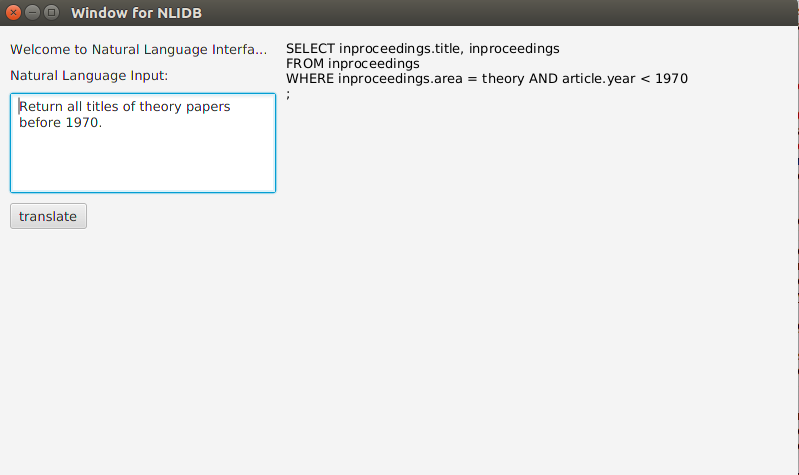 Window for NLIDB
Welcome to Natural Language Interfa...
Natural Language Input:
Return all titles of theory papers
before 1970.
translate
SELECT inproceedings.title, inproceedings
FROM inproceedings
WHERE inproceedings.area = theory AND article.year < 1970
;